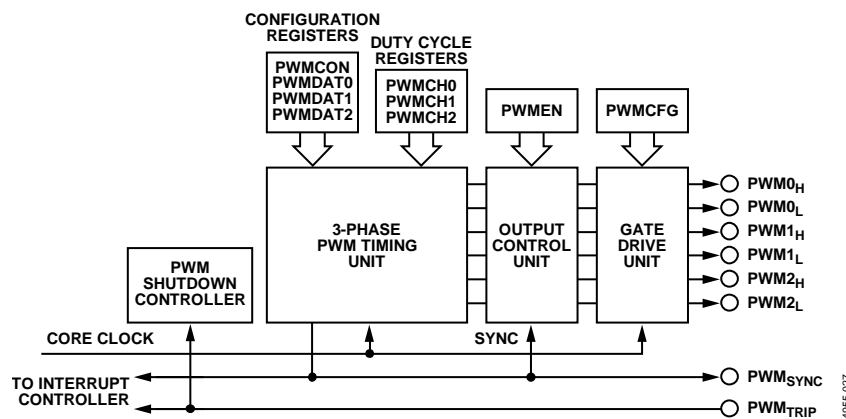 CONFIGURATION
REGISTERS
DUTY CYCLE
REGISTERS
PWMCON
PWMDAT0
PWMDAT1
PWMDAT2
PWMCH0
PWMCH1
PWMCH2
PWMEN
PWMCFG
3-PHASE
PWM TIMING
UNIT
OUTPUT
CONTROL
UNIT
GATE
DRIVE
UNIT
PWM0H
PWM0L
PWM1H
PWM1L
PWM2H
PWM2L
PWM
SHUTDOWN
CONTROLLER
CORE CLOCK
SYNC
TO INTERRUPT
CONTROLLER
PWMSYNC
PWMTRIP